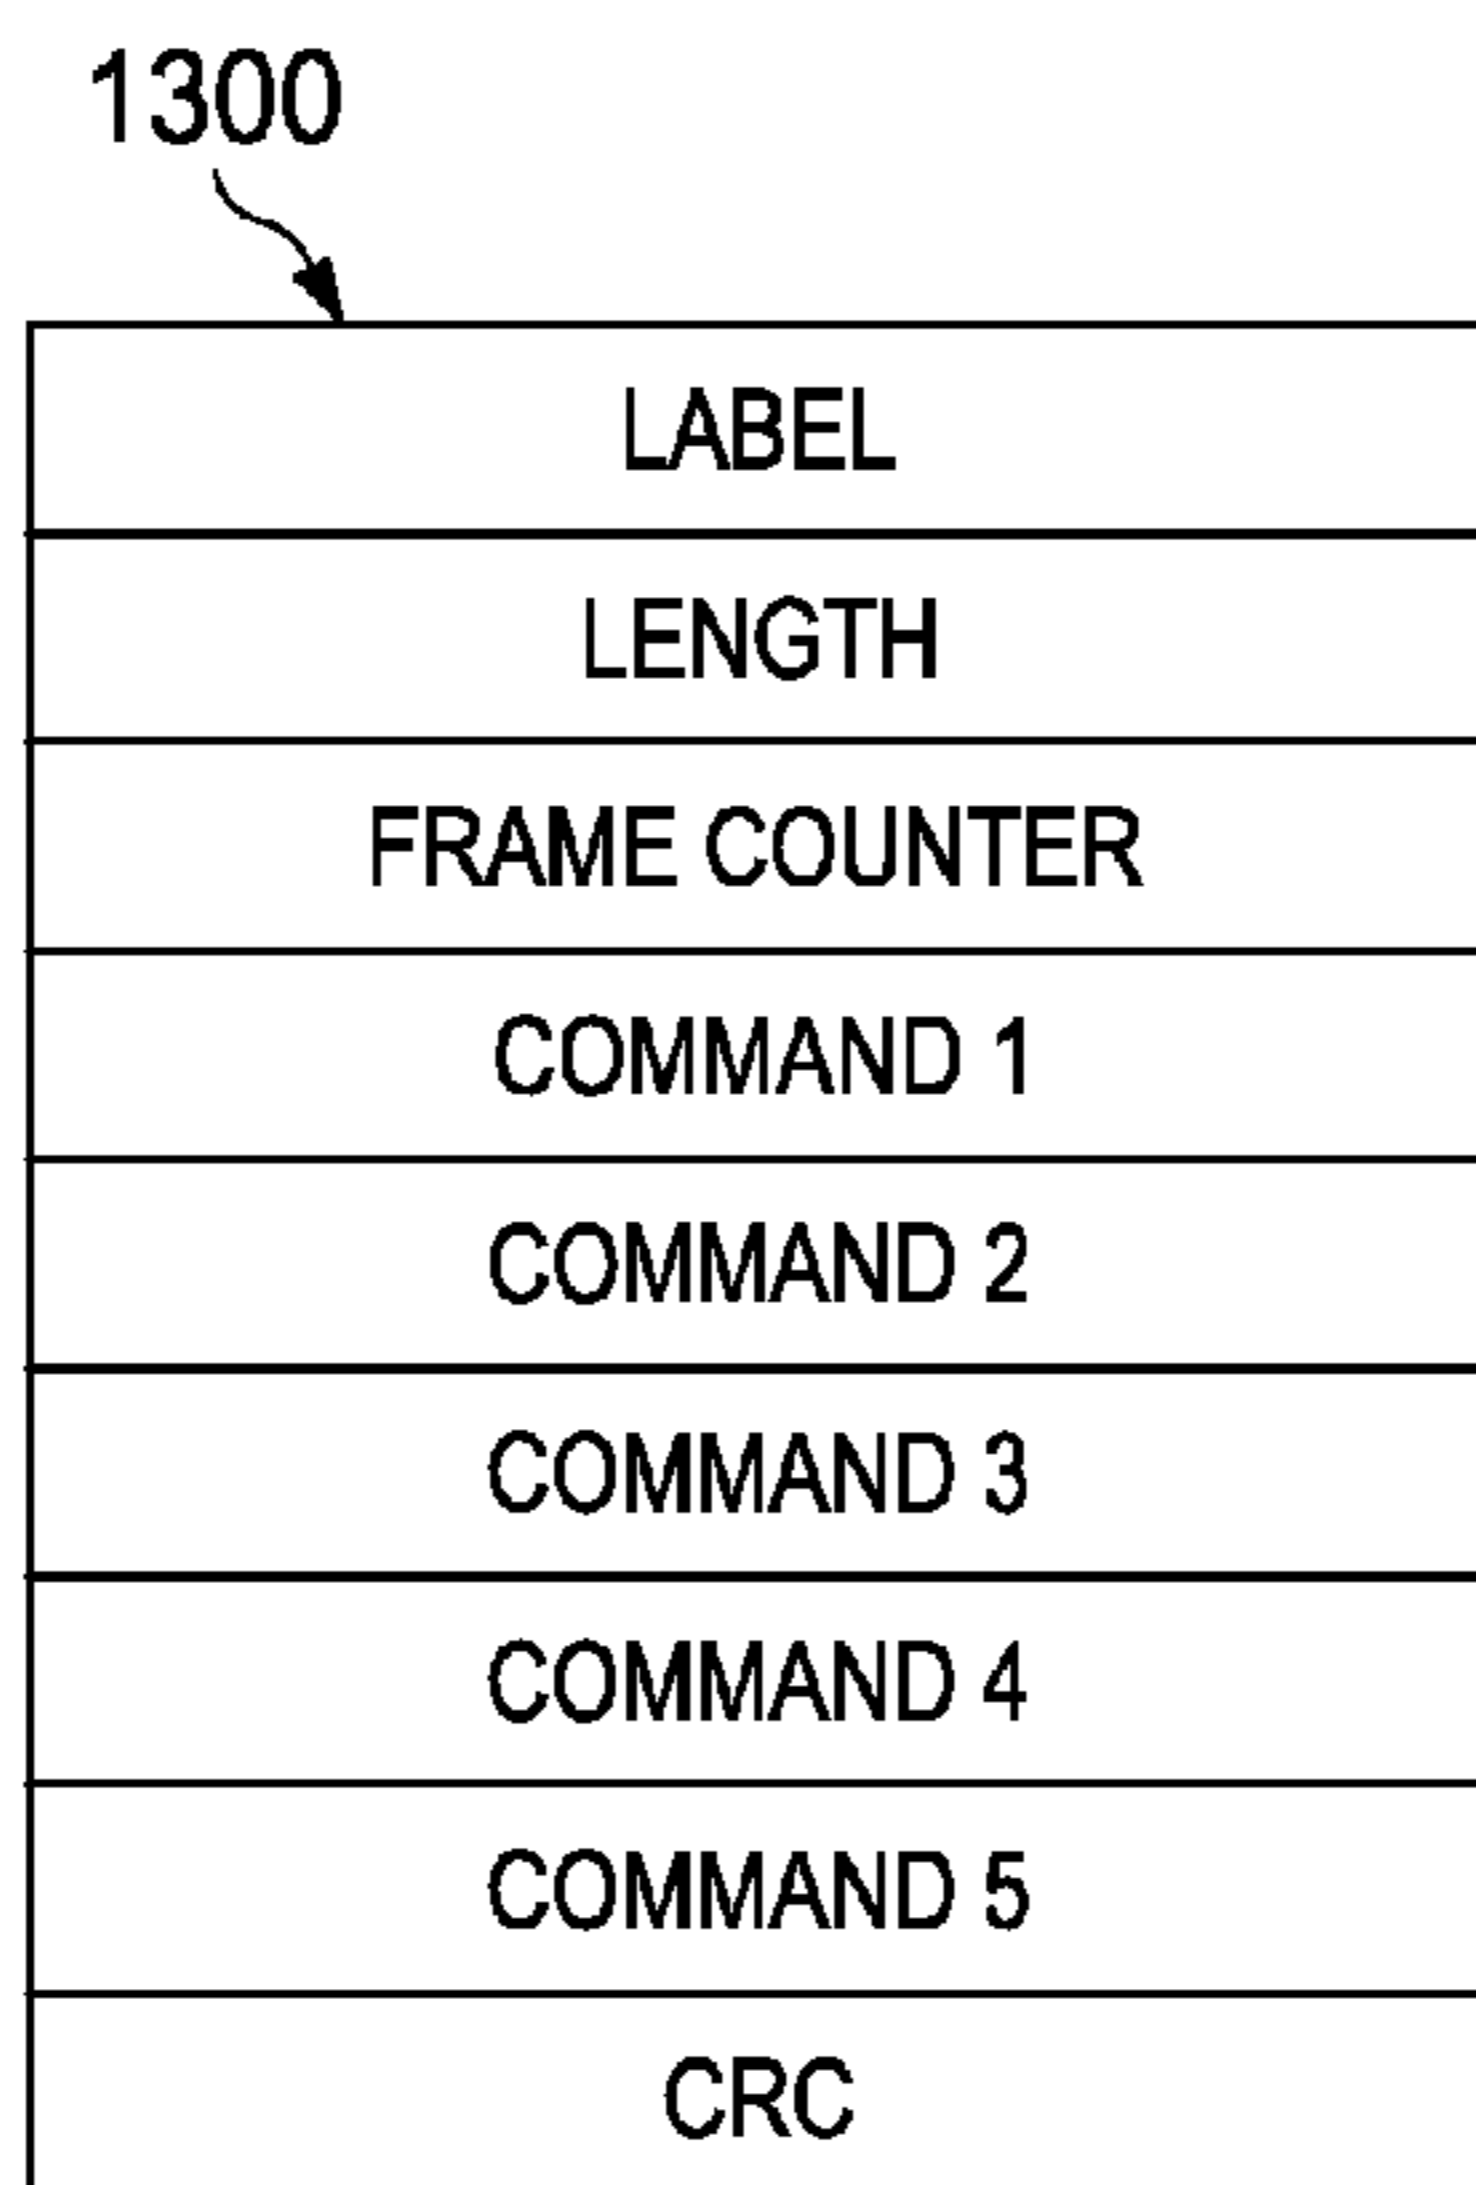 1300
LABEL
LENGTH
FRAME COUNTER
COMMAND 1
COMMAND 2
COMMAND 3
COMMAND 4
COMMAND 5
CRC